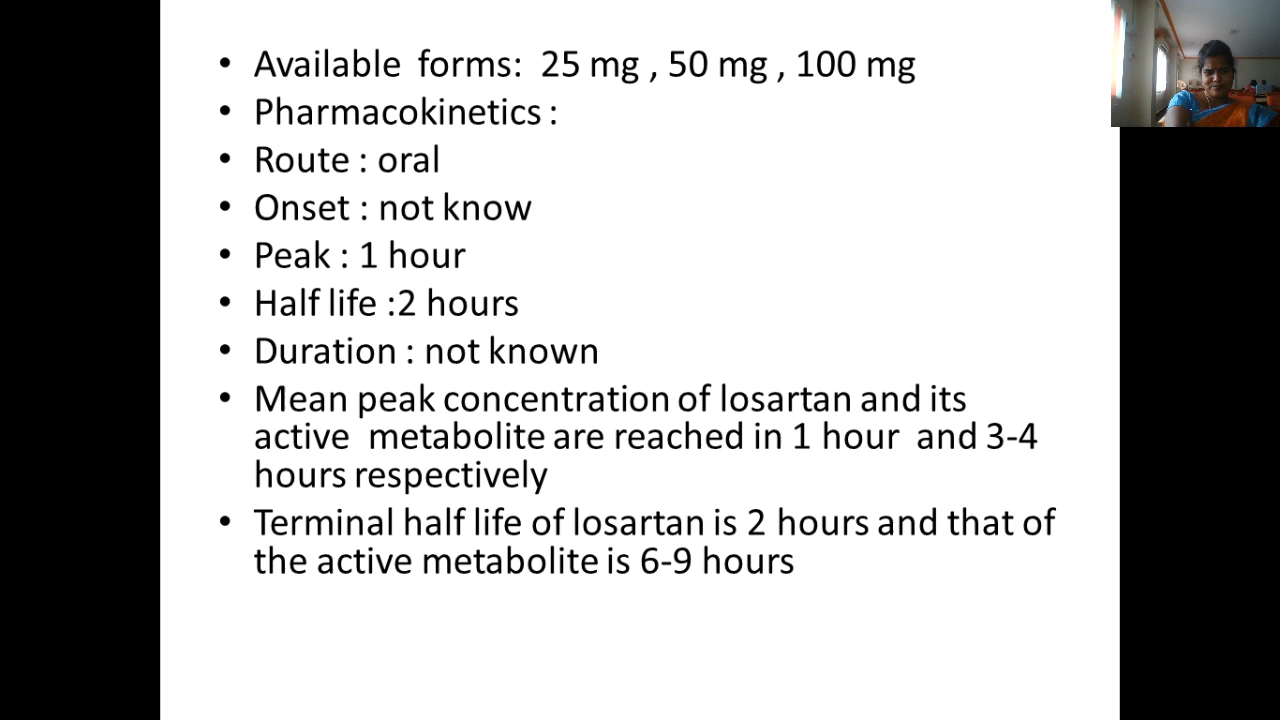 • Available forms: 25 mg , 50 mg , 100 mg
• Pharmacokinetics :
• Route : oral
• Onset : not know
• Peak : 1 hour
• Half life :2 hours
• Duration : not known
• Mean peak concentration of losartan and its
active metabolite are reached in 1 hour and 3-4
hours respectively
• Terminal half life of losartan is 2 hours and that of
the active metabolite is 6-9 hours